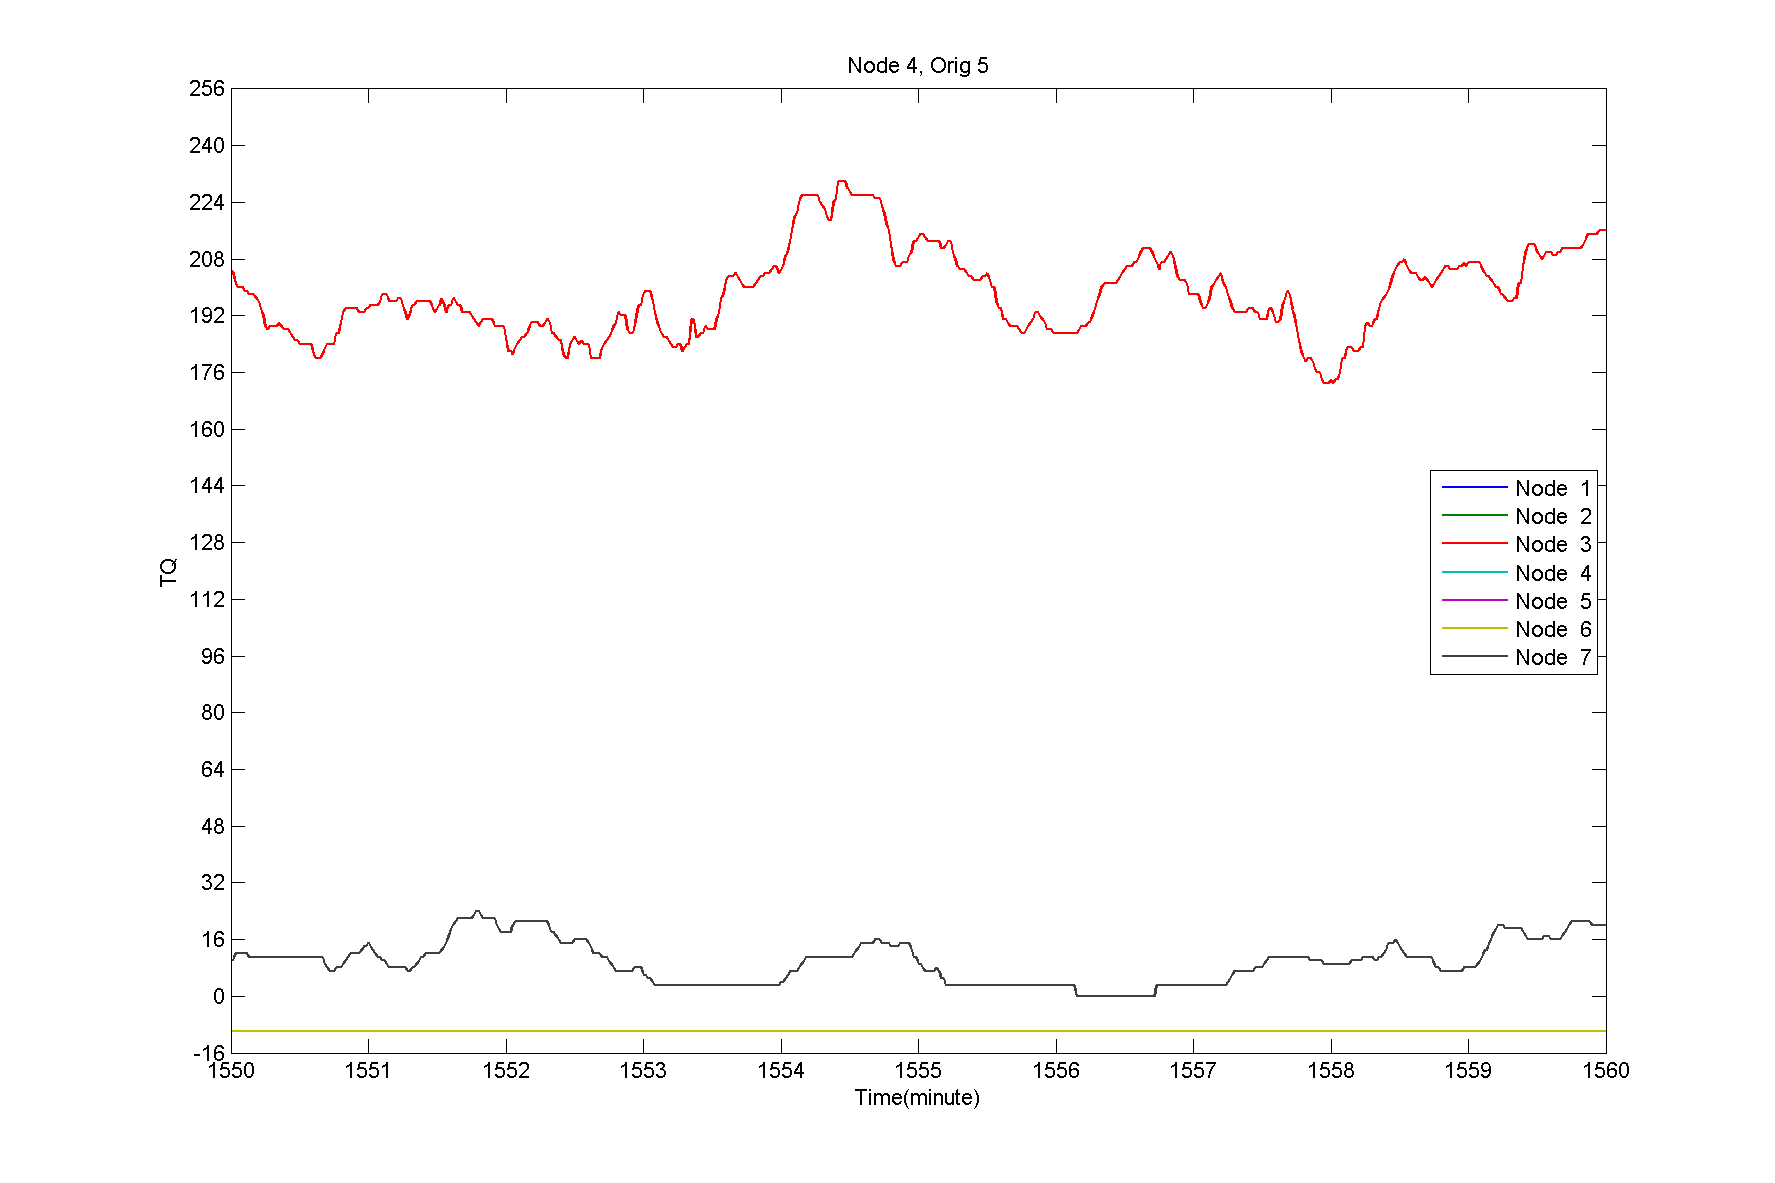 Node 4, Orig 5
256
240
224
208
192
176
160
144
128
112
96
80
64
48
32
16
0
-16
TQ
Node 1
Node 2
Node 3
Node 4
Node 5
Node 6
Node 7
1550 1551 1552 1553 1554 1555 1556 1557 1558 1559 1560
Time(minute)